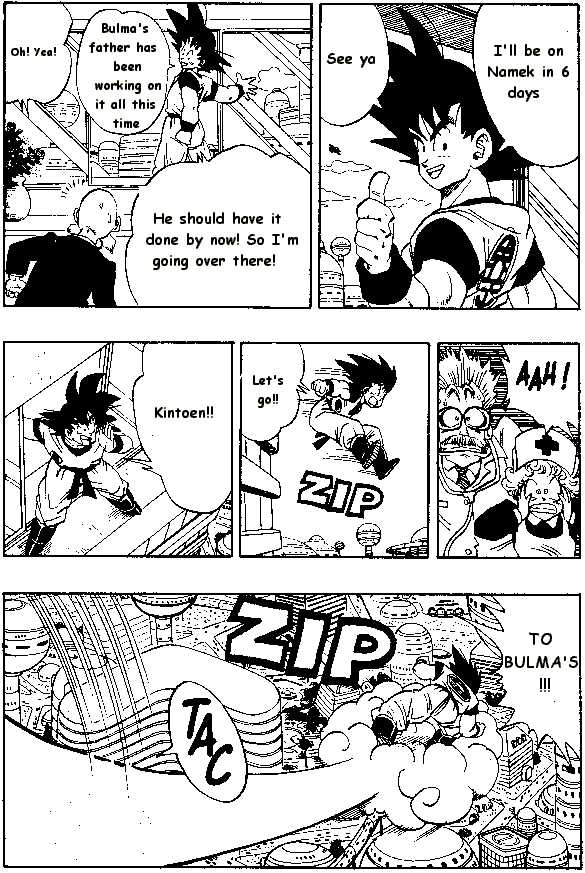 Oh! Yea!
Bulma's
father has
been
working on
it all this
time
He should have it
done by now! So I'm
going over there!
I'll be on
Namek in 6
days
See ya
Kintoen!!
Let's
go!!
ZIP
AAH!
ZIP
TO
BULMA'S
!!!
TAC